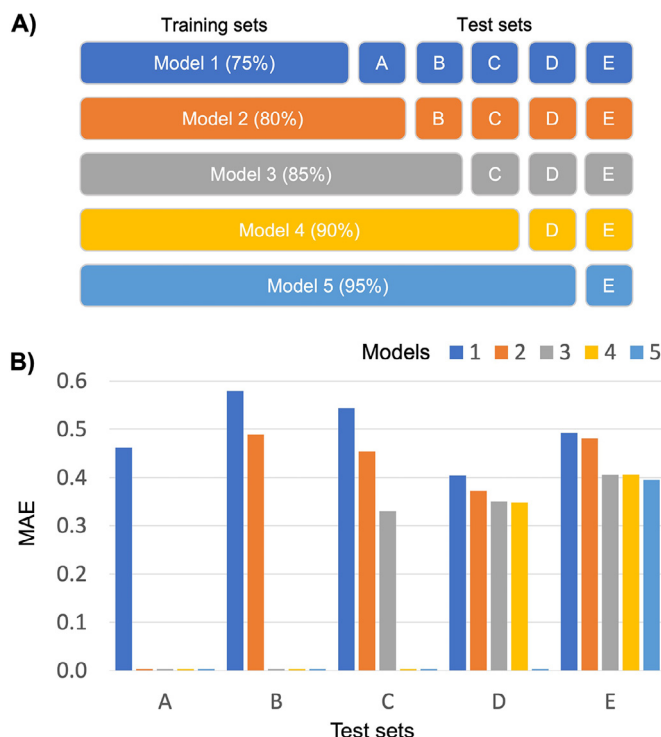 A)
Training sets Test sets
Model 1 (75%) A B C D E
Model 2 (80%) B C D E
Model 3 (85%) C D E
Model 4 (90%) D E
Model 5 (95%) E
B)
Models 1 2 3 4 5
0.6
0.5
0.4
0.3
0.2
0.1
0.0
MAE
A B C D E
Test sets